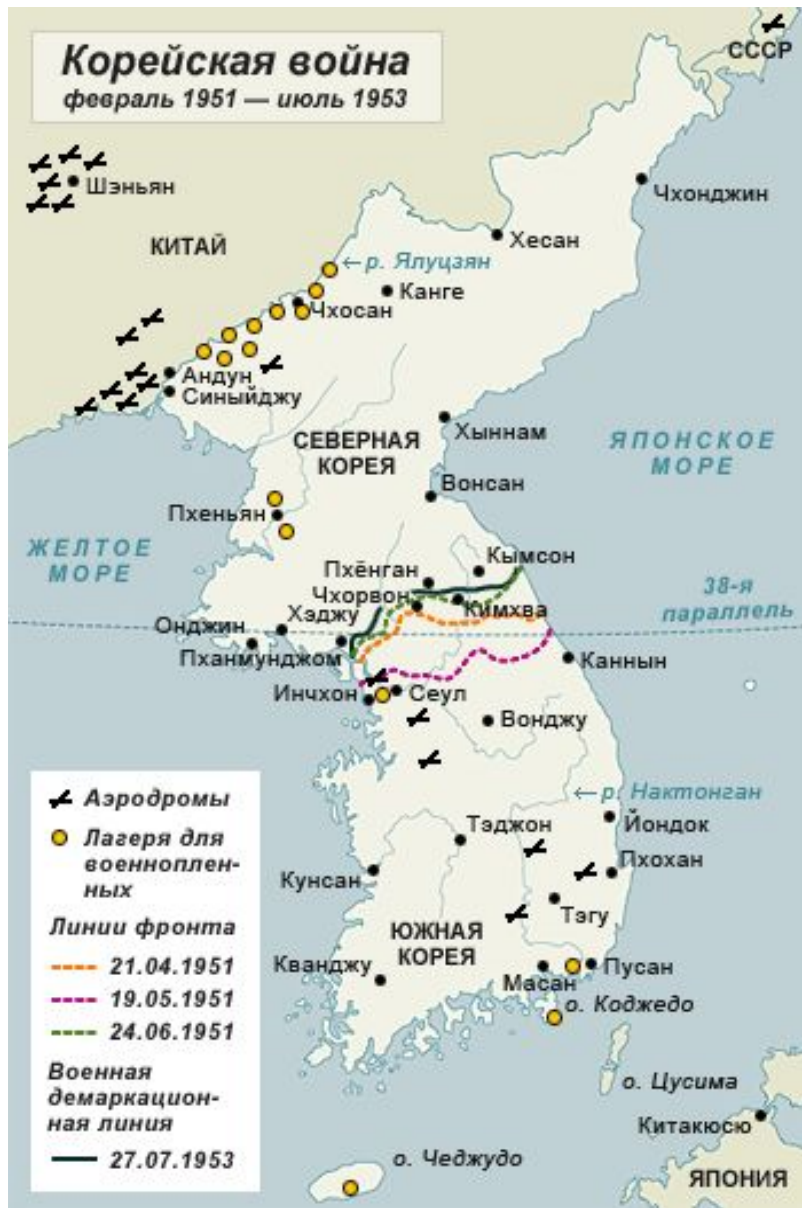 Корейская война
февраль 1951 — июль 1953
СССР
Шэньян
Чхонджин
КИТАЙ
Хесан
р. Ялуцзян
Канге
Чхосан
Андун
Синыйджу
Хыннам
СЕВЕРНАЯ
КОРЕЯ
ЯПОНСКОЕ
МОРЕ
Вонсан
Пхеньян
ЖЕЛТОЕ
МОРЕ
Кымсон
Пхёнган
Чхорвон
Кимхва
38-я
параллель
Хэджу
Онджин
Пханмунджом
Каннын
Инчхон
Сеул
Вонджу
р. Нактонган
Йондок
Тэджон
Пхохан
Кунсан
Тэгу
ЮЖНАЯ
КОРЕЯ
Кванджу
Масан
Пусан
о. Коджедо
о. Цусима
Китакюсю
о. Чеджудо
ЯПОНИЯ
Аэродромы
Лагеря для
военноплен-
ных
Линии фронта
21.04.1951
19.05.1951
24.06.1951
Военная
демаркацион-
ная линия
27.07.1953